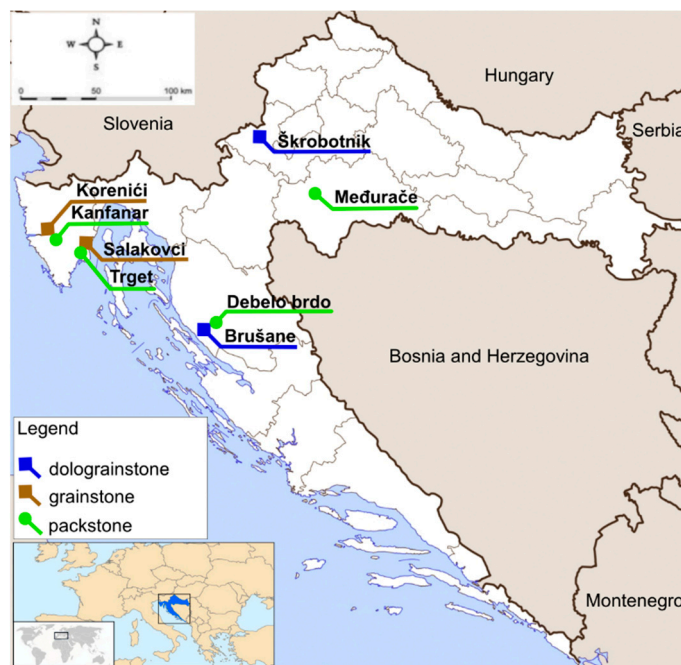 N
W E
S
0 50 100 km
Hungary
Slovenia
Serbia
Škrobotnik
Korenići
Međurače
Kanfanar
Salakovci
Trget
Debelo brdo
Brušane
Bosnia and Herzegovina
Legend
dolograinstone
grainstone
packstone
Montenegro